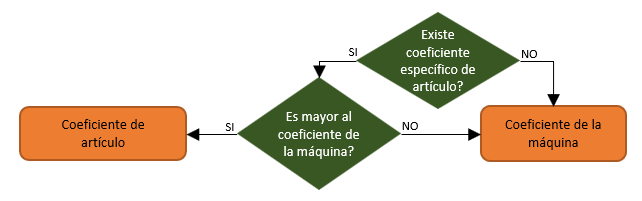 Existe
coeficiente
específico de
artículo?
SI
NO
Es mayor al
coeficiente de
la máquina?
SI
NO
Coeficiente de
artículo
Coeficiente de la
máquina